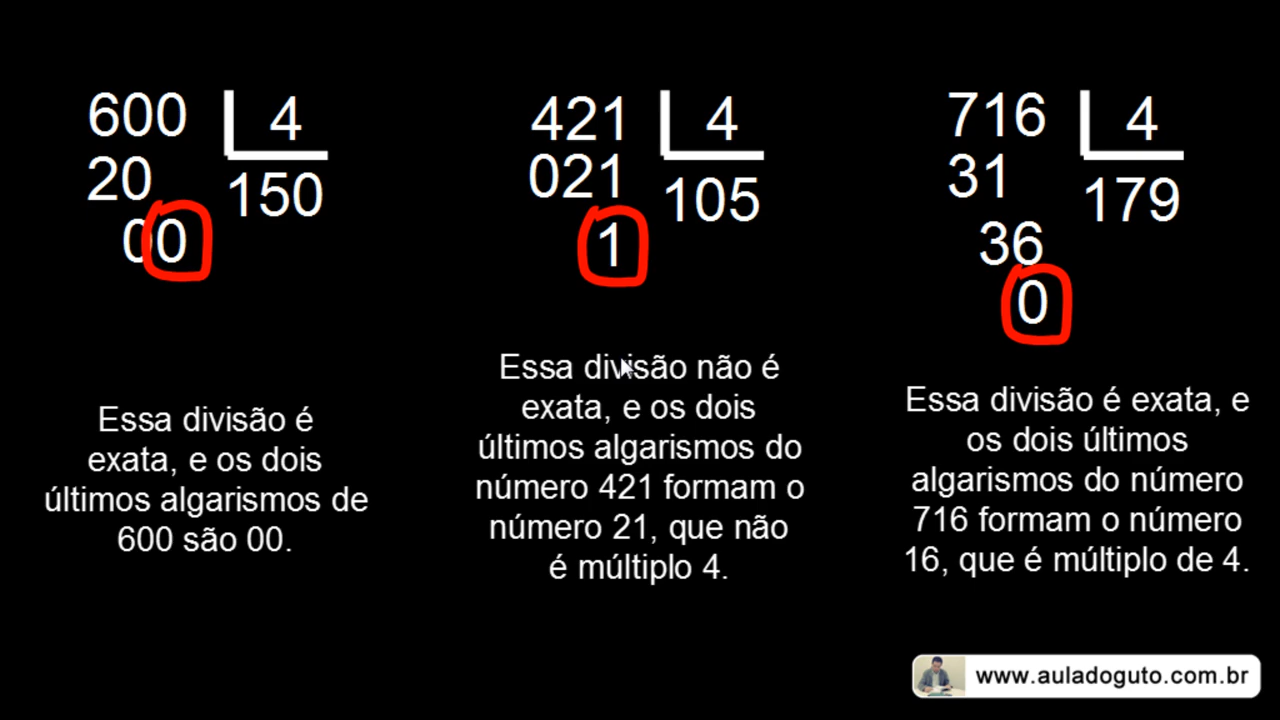 600 4
20 150
00
Essa divisão é
exata, e os dois
últimos algarismos de
600 são 00.
421 4
021 105
1
Essa divisão não é
exata, e os dois
últimos algarismos do
número 421 formam o
número 21, que não
é múltiplo 4.
716 4
31 179
36
0
Essa divisão é exata, e
os dois últimos
algarismos do número
716 formam o número
16, que é múltiplo de 4.
www.auladoguto.com.br